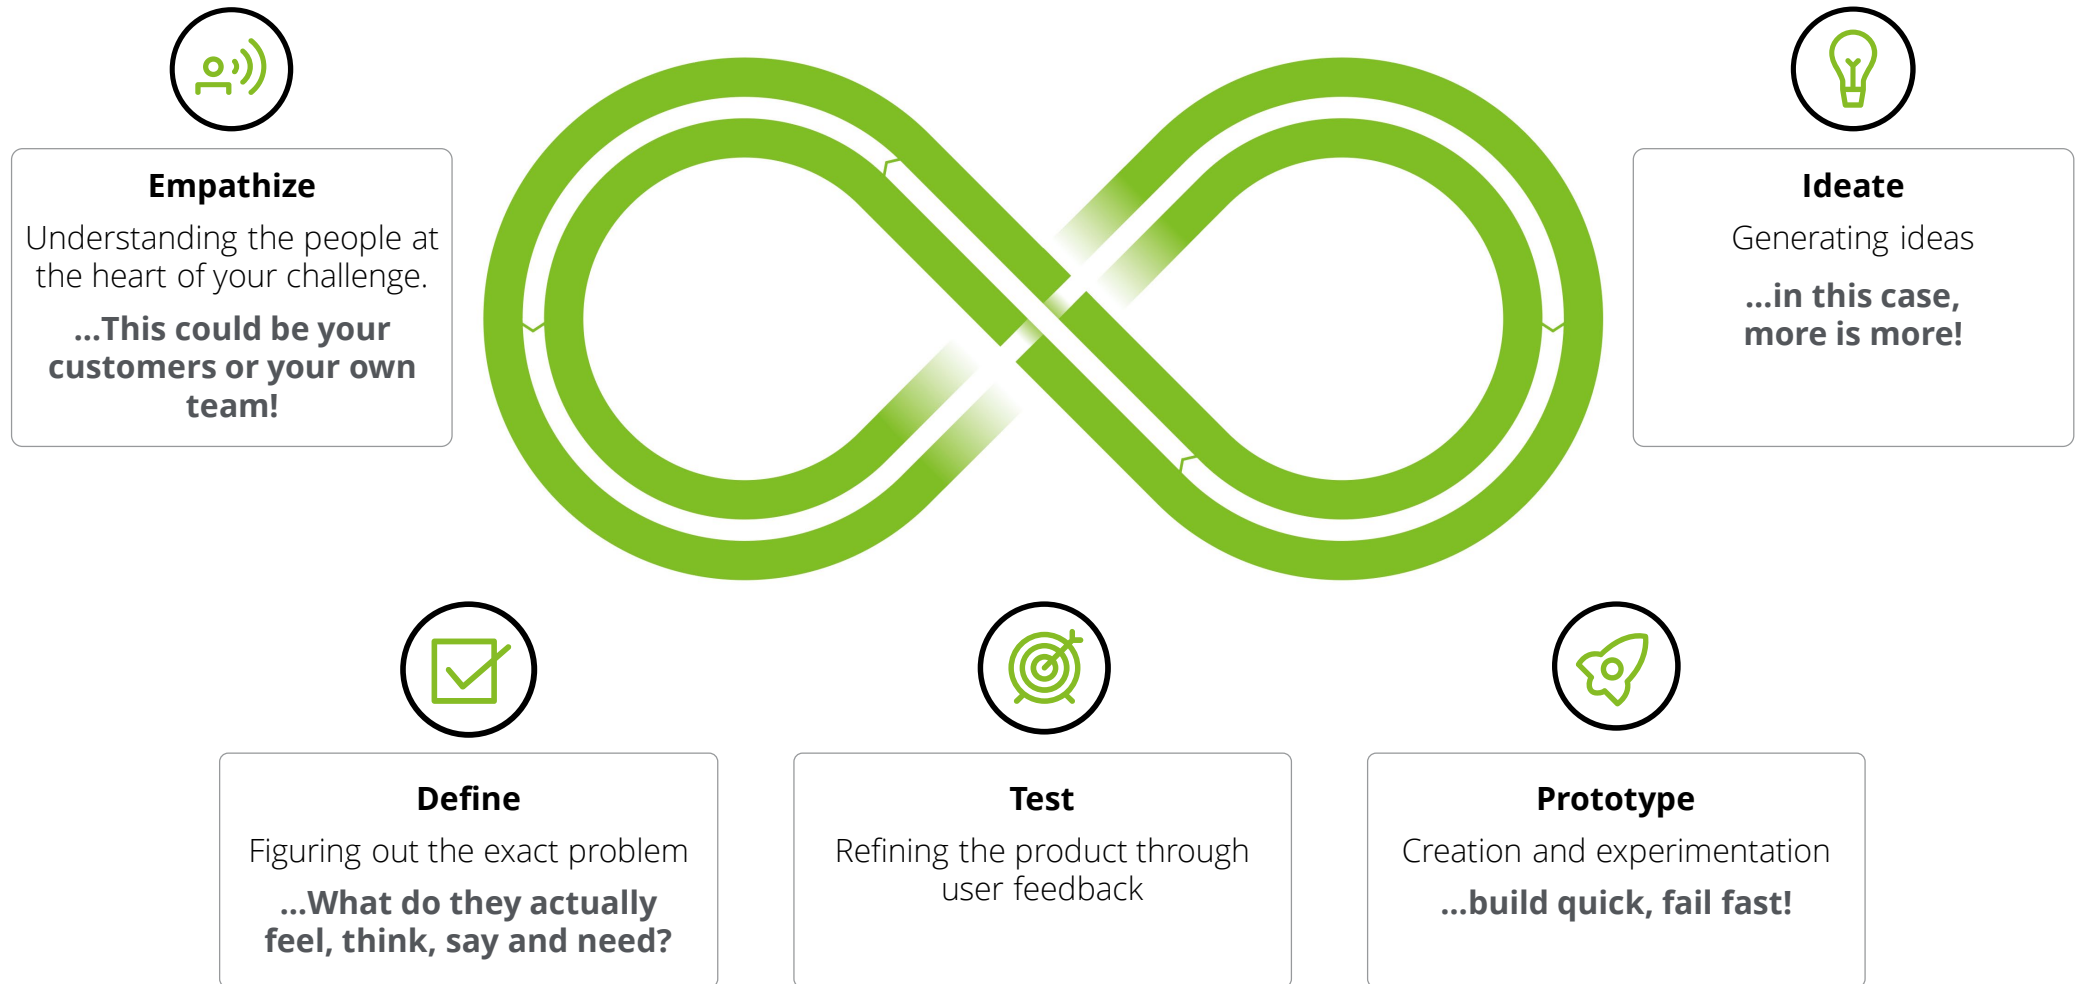 Empathize
Understanding the people at
the heart of your challenge.
...This could be your
customers or your own
team!
Ideate
Generating ideas
...in this case,
more is more!
Define
Figuring out the exact problem
...What do they actually
feel, think, say and need?
Test
Refining the product through
user feedback
Prototype
Creation and experimentation
...build quick, fail fast!